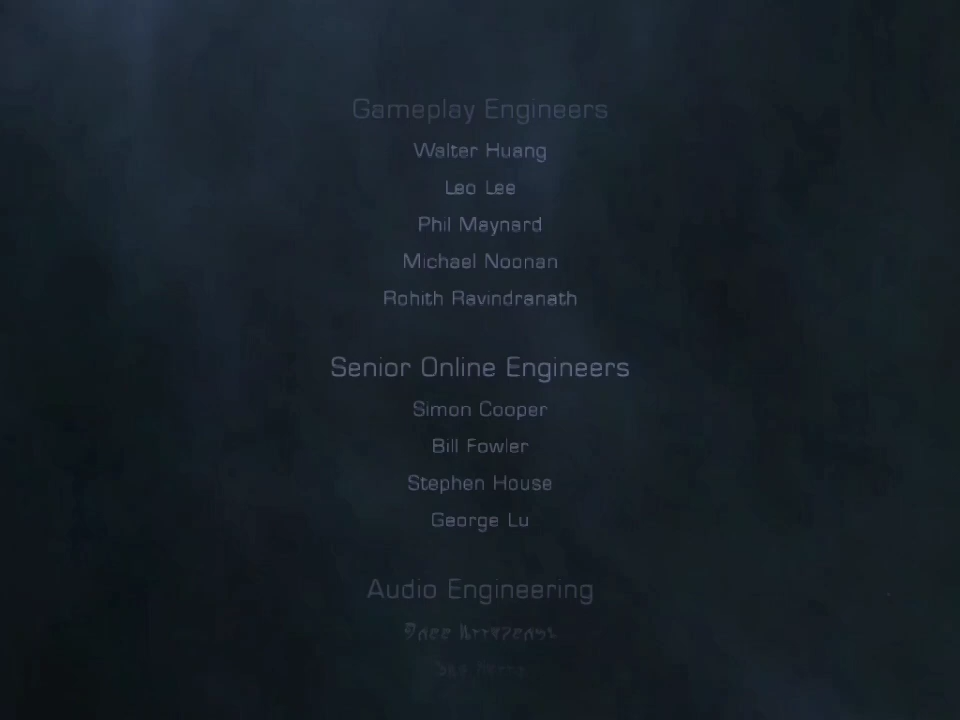 Gameplay Engineers
Walter Huang
Leo Lee
Phil Maynard
Michael Noonan
Rohith Ravindranath
Senior Online Engineers
Simon Cooper
Bill Fowler
Stephen House
George Lu
Audio Engineering